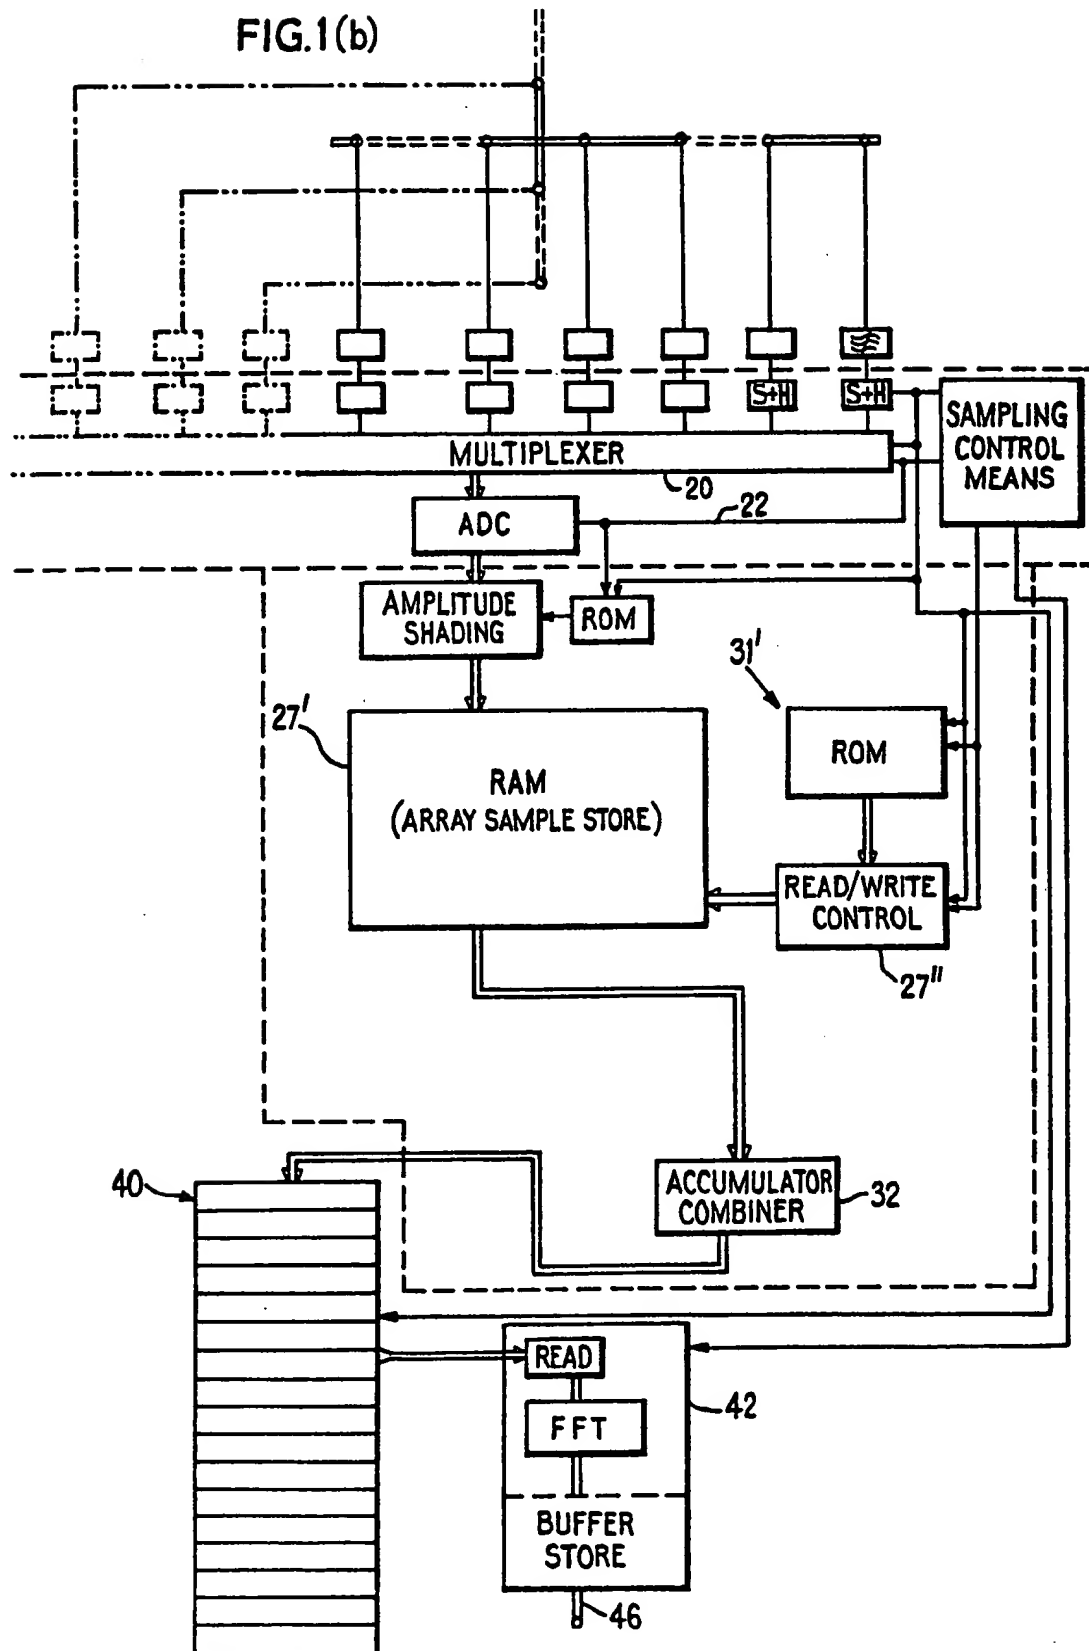 FIG.1(b)
S+H S+H
SAMPLING
CONTROL
MEANS
MULTIPLEXER
20
22
ADC
AMPLITUDE
SHADING
ROM
31'
27'
ROM
RAM
(ARRAY SAMPLE STORE)
READ/WRITE
CONTROL
27"
40
ACCUMULATOR
COMBINER
32
READ
42
FFT
BUFFER
STORE
46